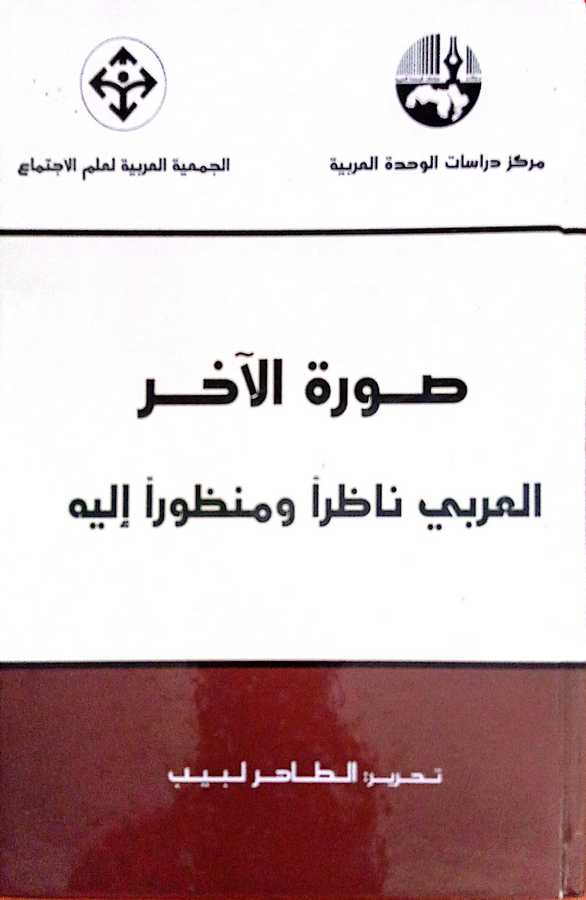 مركز دراسات الوحدة العربية
الجمعية العربية لعلم الاجتماع
صورة الآخر
العربي ناظراً ومنظوراً إليه
تحرير: الطاهر لبيب